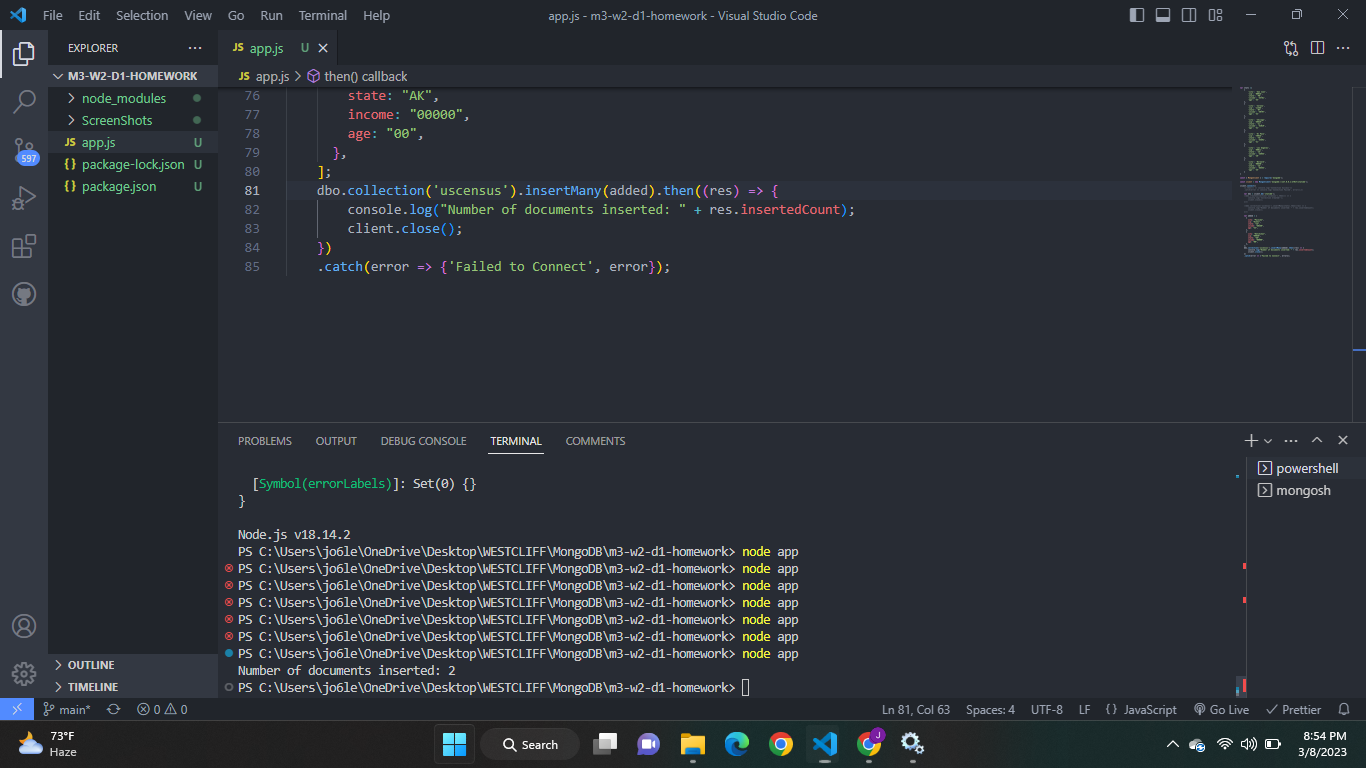 File Edit Selection View Go Run Terminal Help
app.js - m3-w2-d1-homework - Visual Studio Code
EXPLORER
M3-W2-D1-HOMEWORK
node_modules
ScreenShots
JS app.js U
{} package-lock.json U
{} package.json U
OUTLINE
TIMELINE
597
JS app.js U
JS app.js > then() callback
76 state: "AK",
77 income: "00000",
78 age: "00",
79 },
80 ];
81 dbo.collection('uscensus').insertMany(added).then((res) => {
82 console.log("Number of documents inserted: " + res.insertedCount);
83 client.close();
84 })
85 .catch(error => {'Failed to Connect', error});
PROBLEMS OUTPUT DEBUG CONSOLE TERMINAL COMMENTS
[Symbol(errorLabels)]: Set(0) {}
}
Node.js v18.14.2
PS C:\Users\jo6le\OneDrive\Desktop\WESTCLIFF\MongoDB\m3-w2-d1-homework> node app
PS C:\Users\jo6le\OneDrive\Desktop\WESTCLIFF\MongoDB\m3-w2-d1-homework> node app
PS C:\Users\jo6le\OneDrive\Desktop\WESTCLIFF\MongoDB\m3-w2-d1-homework> node app
PS C:\Users\jo6le\OneDrive\Desktop\WESTCLIFF\MongoDB\m3-w2-d1-homework> node app
PS C:\Users\jo6le\OneDrive\Desktop\WESTCLIFF\MongoDB\m3-w2-d1-homework> node app
PS C:\Users\jo6le\OneDrive\Desktop\WESTCLIFF\MongoDB\m3-w2-d1-homework> node app
PS C:\Users\jo6le\OneDrive\Desktop\WESTCLIFF\MongoDB\m3-w2-d1-homework> node app
Number of documents inserted: 2
PS C:\Users\jo6le\OneDrive\Desktop\WESTCLIFF\MongoDB\m3-w2-d1-homework>
powershell
mongosh
main* 0 0
Ln 81, Col 63 Spaces: 4 UTF-8 LF {} JavaScript Go Live Prettier
73°F
Haze
Search
J
8:54 PM
3/8/2023